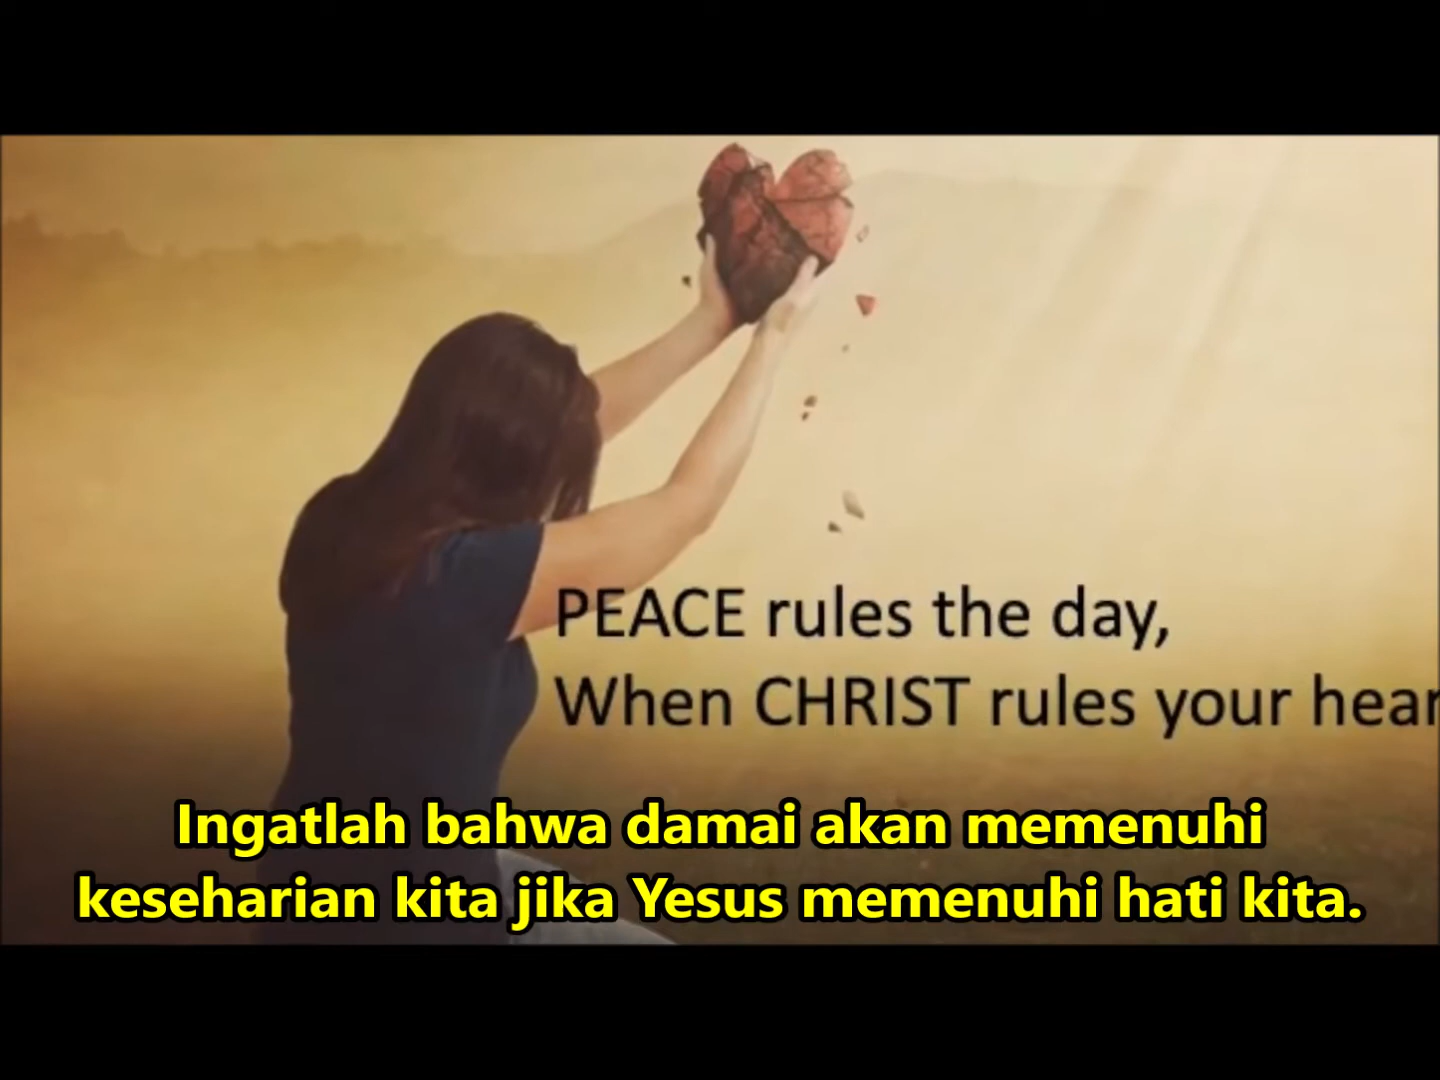 PEACE rules the day,
When CHRIST rules your hear
Ingatlah bahwa damai akan memenuhi
keseharian kita jika Yesus memenuhi hati kita.